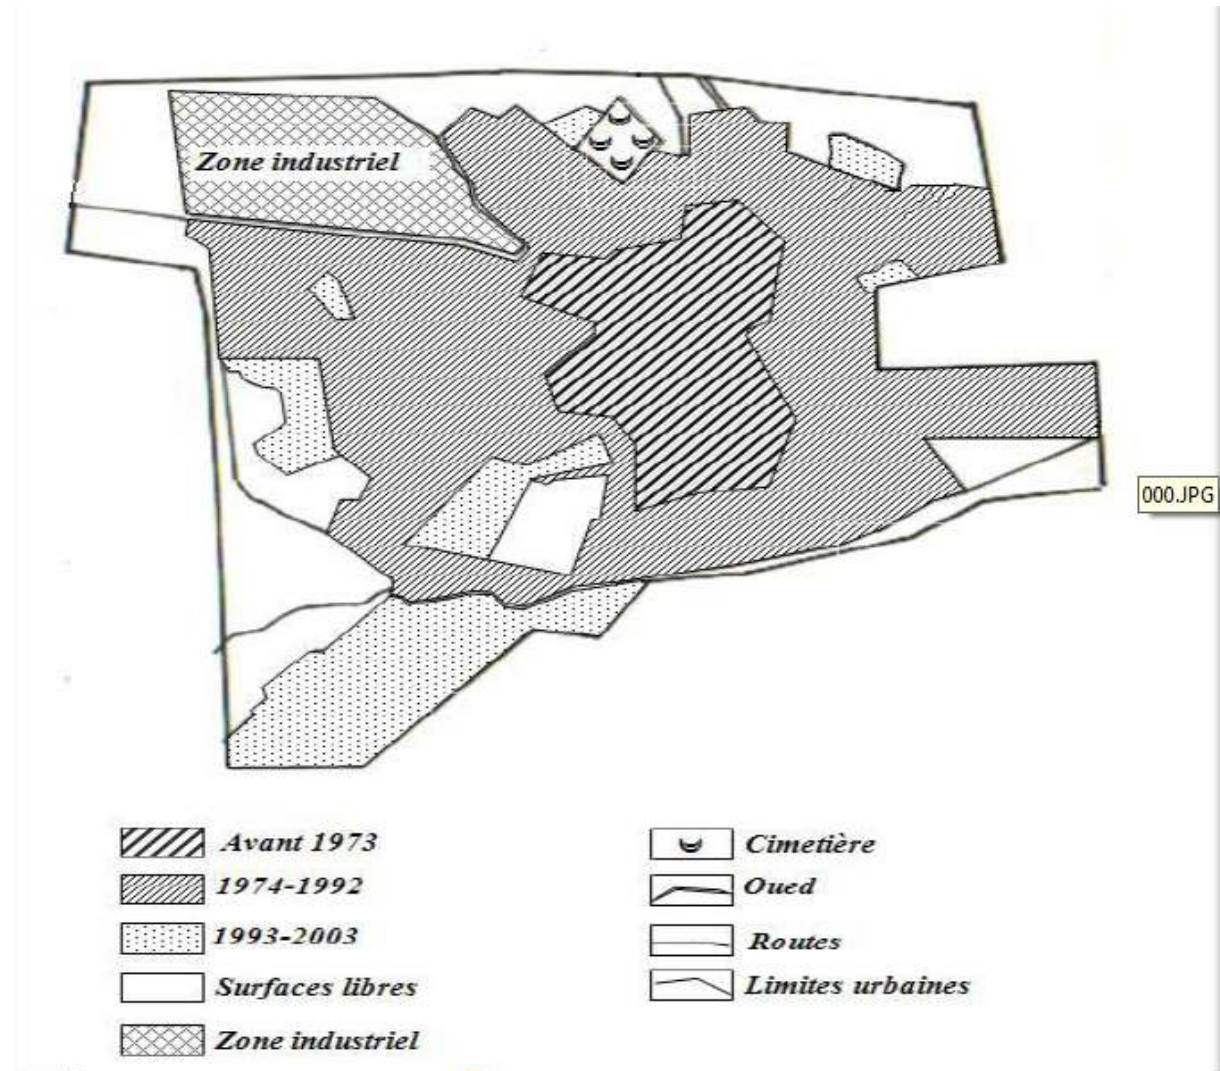 Zone industriel
000.JPG
Avant 1973
1974-1992
1993-2003
Surfaces libres
Zone industriel
Cimetière
Oued
Routes
Limites urbaines